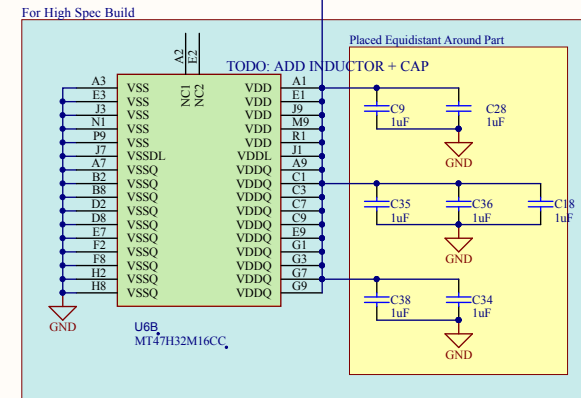 For High Spec Build
Placed Equidistant Around Part
TODO: ADD INDUCTOR + CAP
A2 E2
NC1 NC2
A3 VSS VDD A1
E3 VSS VDD E1
J3 VSS VDD J9
N1 VSS VDD M9
P9 VSS VDD R1
J7 VSSDL VDDL J1
A7 VSSQ VDDQ A9
B2 VSSQ VDDQ C1
B8 VSSQ VDDQ C3
D2 VSSQ VDDQ C7
D8 VSSQ VDDQ C9
E7 VSSQ VDDQ E9
F2 VSSQ VDDQ G1
F8 VSSQ VDDQ G3
H2 VSSQ VDDQ G7
H8 VSSQ VDDQ G9
GND
U6B
MT47H32M16CC
C9 C28
1uF 1uF
GND
C35 C36 C18
1uF 1uF 1uF
GND
C38 C34
1uF 1uF
GND